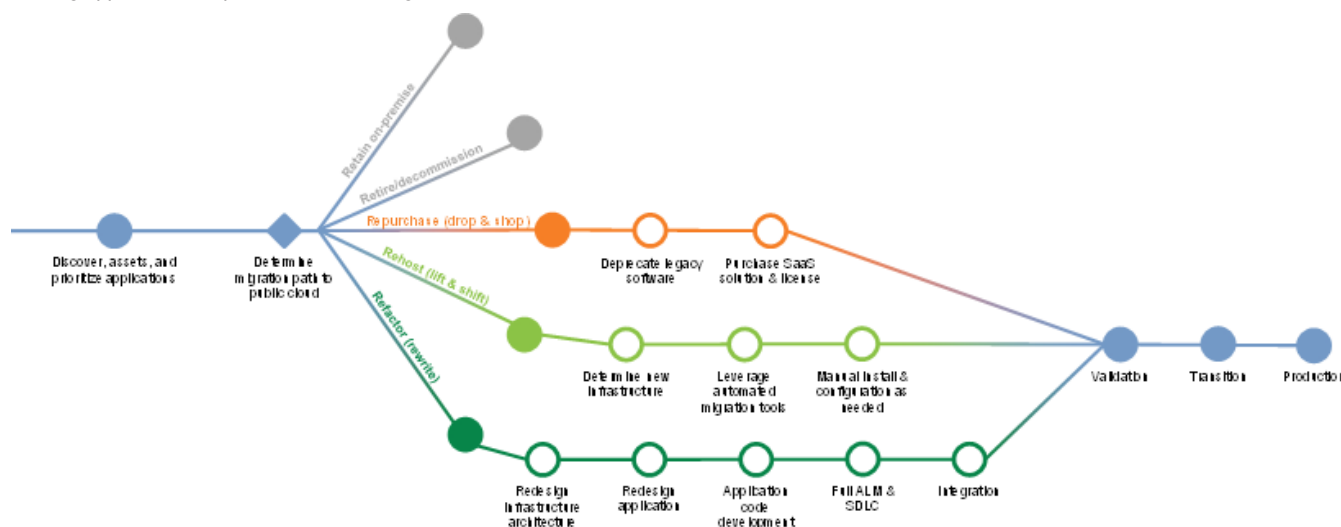 Retain on-premise
Retire/decommission
Repurchase (drop & shop)
Rehost (lift & shift)
Refactor (rewrite)
Discover, assets, and
prioritize applications
Determine
migration path to
public cloud
Deprecate legacy
software
Purchase SaaS
solution & license
Determine new
infrastructure
Leverage
automated
migration tools
Manual install &
configuration as
needed
Validation
Transition
Production
Redesign
infrastructure
architecture
Redesign
application
Application
code
development
Full ALM &
SDLC
Integration